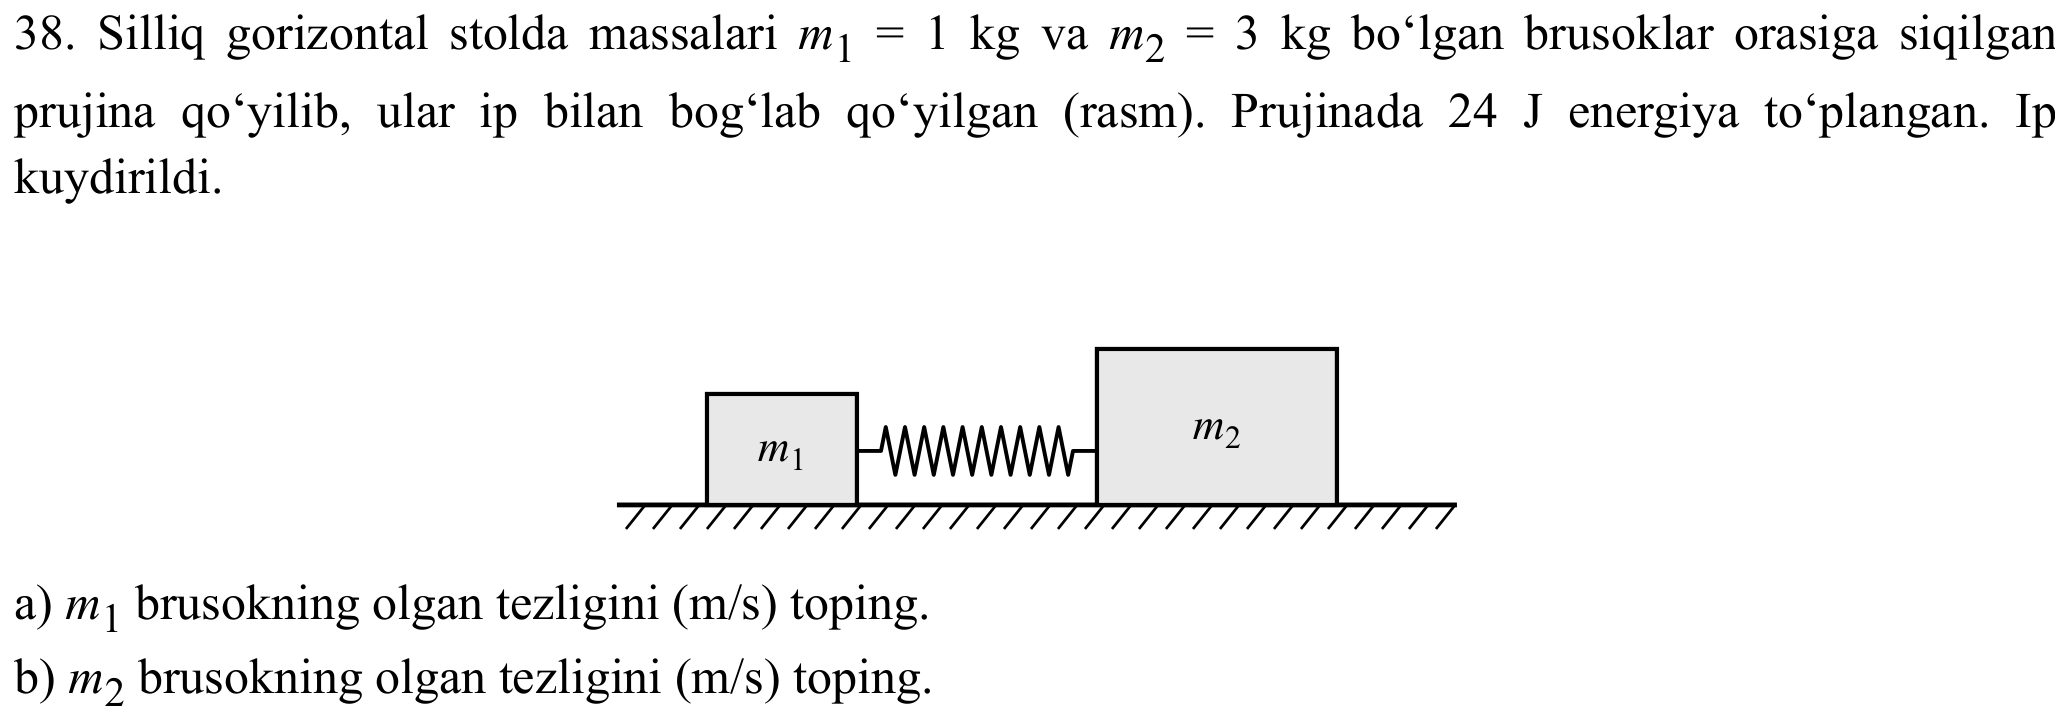 38. Silliq gorizontal stolda massalari m₁ = 1 kg va m₂ = 3 kg bo‘lgan brusoklar orasiga siqilgan
prujina qo‘yilib, ular ip bilan bog‘lab qo‘yilgan (rasm). Prujinada 24 J energiya to‘plangan. Ip
kuydirildi.
m₁
m₂
a) m₁ brusokning olgan tezligini (m/s) toping.
b) m₂ brusokning olgan tezligini (m/s) toping.